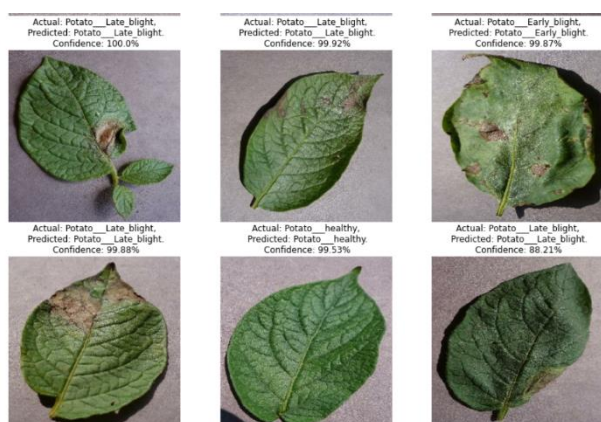 Actual: Potato___Late_blight,
Predicted: Potato___Late_blight.
Confidence: 100.0%
Actual: Potato___Late_blight,
Predicted: Potato___Late_blight.
Confidence: 99.92%
Actual: Potato___Early_blight,
Predicted: Potato___Early_blight.
Confidence: 99.87%
Actual: Potato___Late_blight,
Predicted: Potato___Late_blight.
Confidence: 99.88%
Actual: Potato___healthy,
Predicted: Potato___healthy.
Confidence: 99.53%
Actual: Potato___Late_blight,
Predicted: Potato___Late_blight.
Confidence: 88.21%